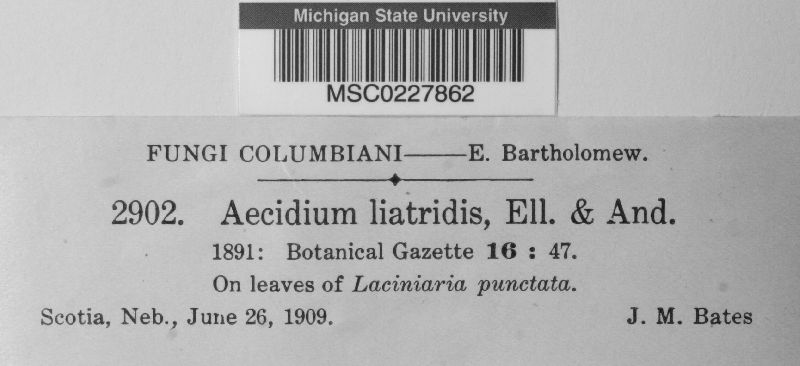 Michigan State University
MSC0227862
FUNGI COLUMBIANI——E. Bartholomew.
2902. Aecidium liatridis, Ell. & And.
1891: Botanical Gazette 16 : 47.
On leaves of Laciniaria punctata.
Scotia, Neb., June 26, 1909. J. M. Bates